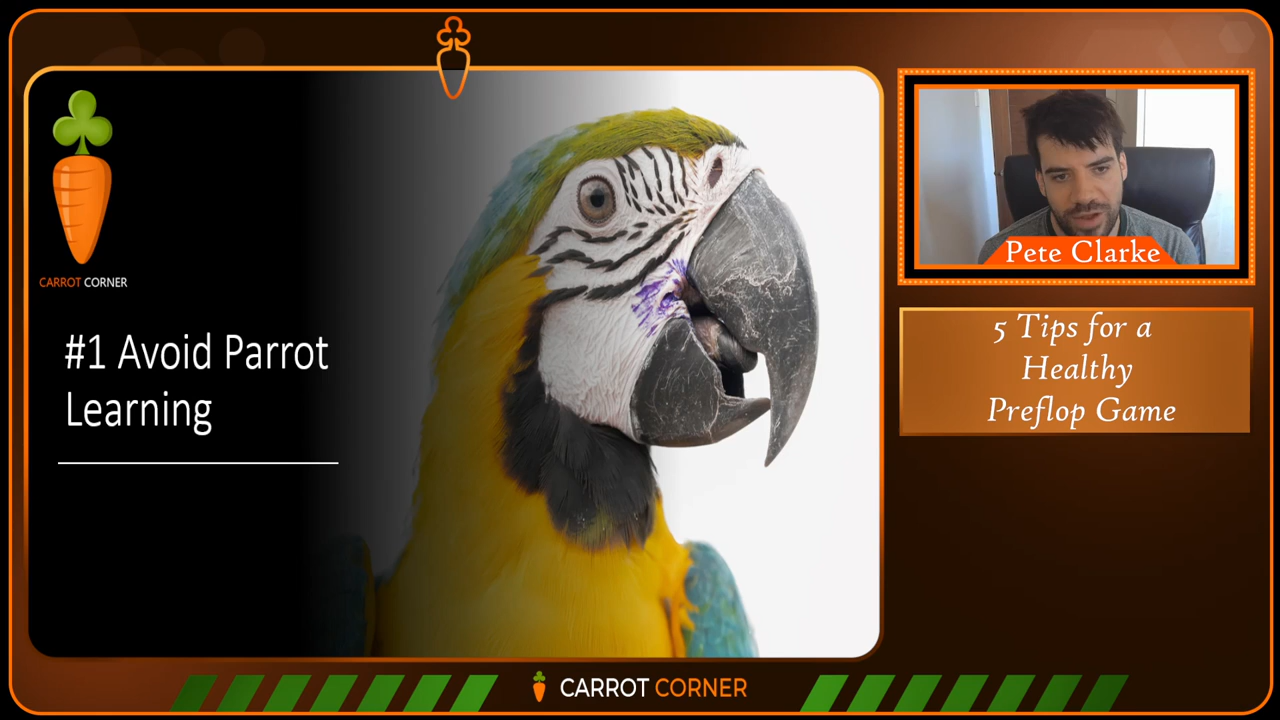 CARROT CORNER
#1 Avoid Parrot
Learning
Pete Clarke
5 Tips for a
Healthy
Preflop Game
CARROT CORNER